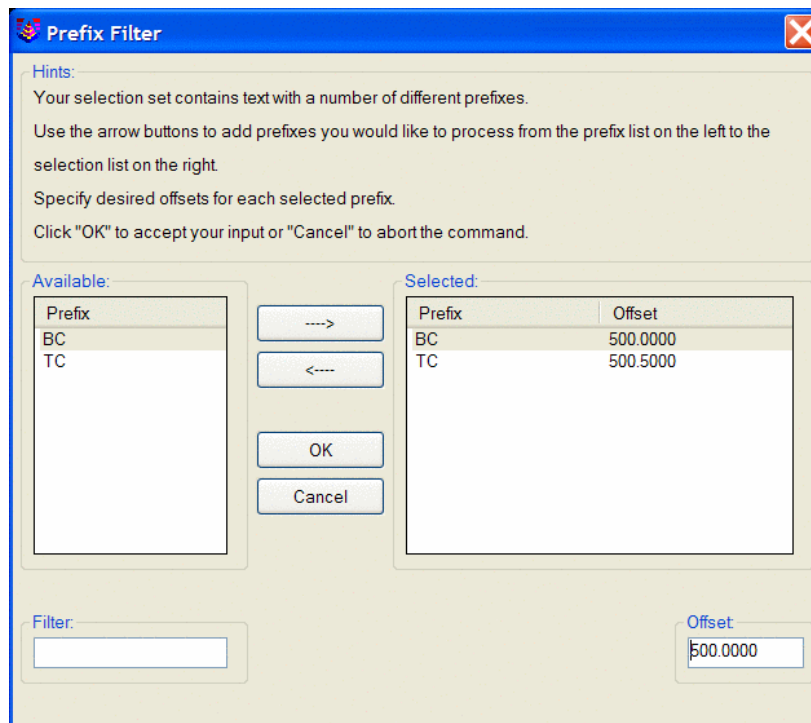 Prefix Filter
Hints:
Your selection set contains text with a number of different prefixes.
Use the arrow buttons to add prefixes you would like to process from the prefix list on the left to the
selection list on the right.
Specify desired offsets for each selected prefix.
Click "OK" to accept your input or "Cancel" to abort the command.
Available:
Prefix
BC
TC
---->
<----
OK
Cancel
Selected:
Prefix Offset
BC 500.0000
TC 500.5000
Filter:
Offset:
500.0000